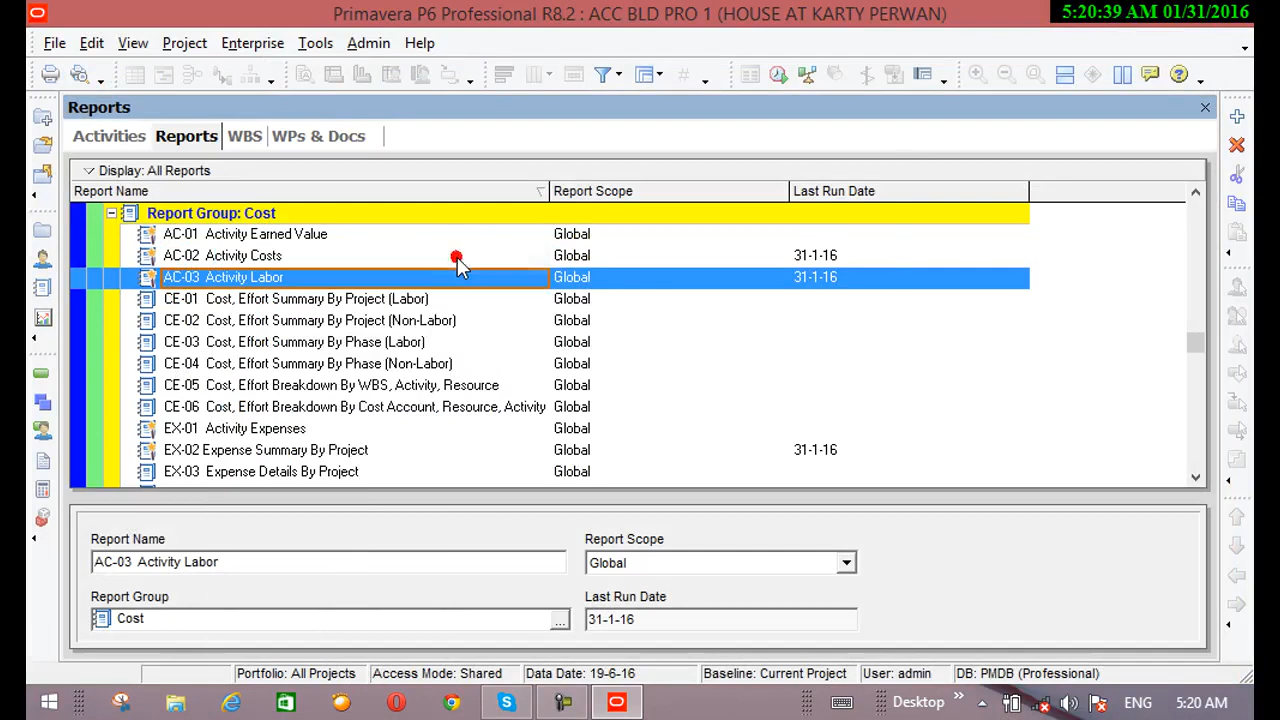 Primavera P6 Professional R8.2 : ACC BLD PRO 1 (HOUSE AT KARTY PERWAN)
5:20:39 AM 01/31/2016
File Edit View Project Enterprise Tools Admin Help
Reports
Activities Reports WBS WPs & Docs
Display: All Reports
Report Name Report Scope Last Run Date
Report Group: Cost
AC-01 Activity Earned Value Global
AC-02 Activity Costs Global 31-1-16
AC-03 Activity Labor Global 31-1-16
CE-01 Cost, Effort Summary By Project (Labor) Global
CE-02 Cost, Effort Summary By Project (Non-Labor) Global
CE-03 Cost, Effort Summary By Phase (Labor) Global
CE-04 Cost, Effort Summary By Phase (Non-Labor) Global
CE-05 Cost, Effort Breakdown By WBS, Activity, Resource Global
CE-06 Cost, Effort Breakdown By Cost Account, Resource, Activity Global
EX-01 Activity Expenses Global
EX-02 Expense Summary By Project Global 31-1-16
EX-03 Expense Details By Project Global
Report Name Report Scope
AC-03 Activity Labor Global
Report Group Last Run Date
Cost ... 31-1-16
Portfolio: All Projects Access Mode: Shared Data Date: 19-6-16 Baseline: Current Project User: admin DB: PMDB (Professional)
Desktop ENG 5:20 AM